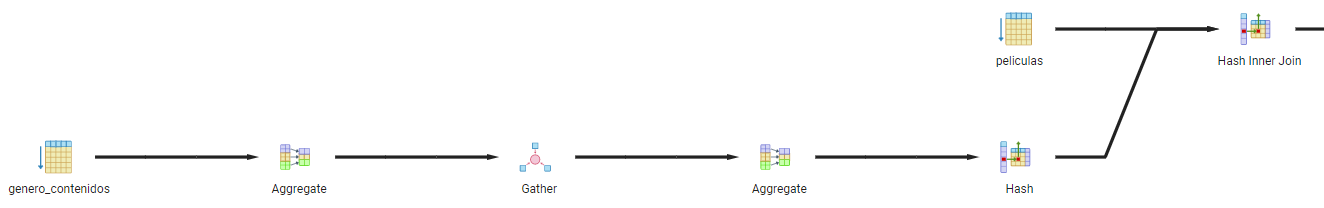 peliculas
Hash Inner Join
genero_contenidos
Aggregate
Gather
Aggregate
Hash